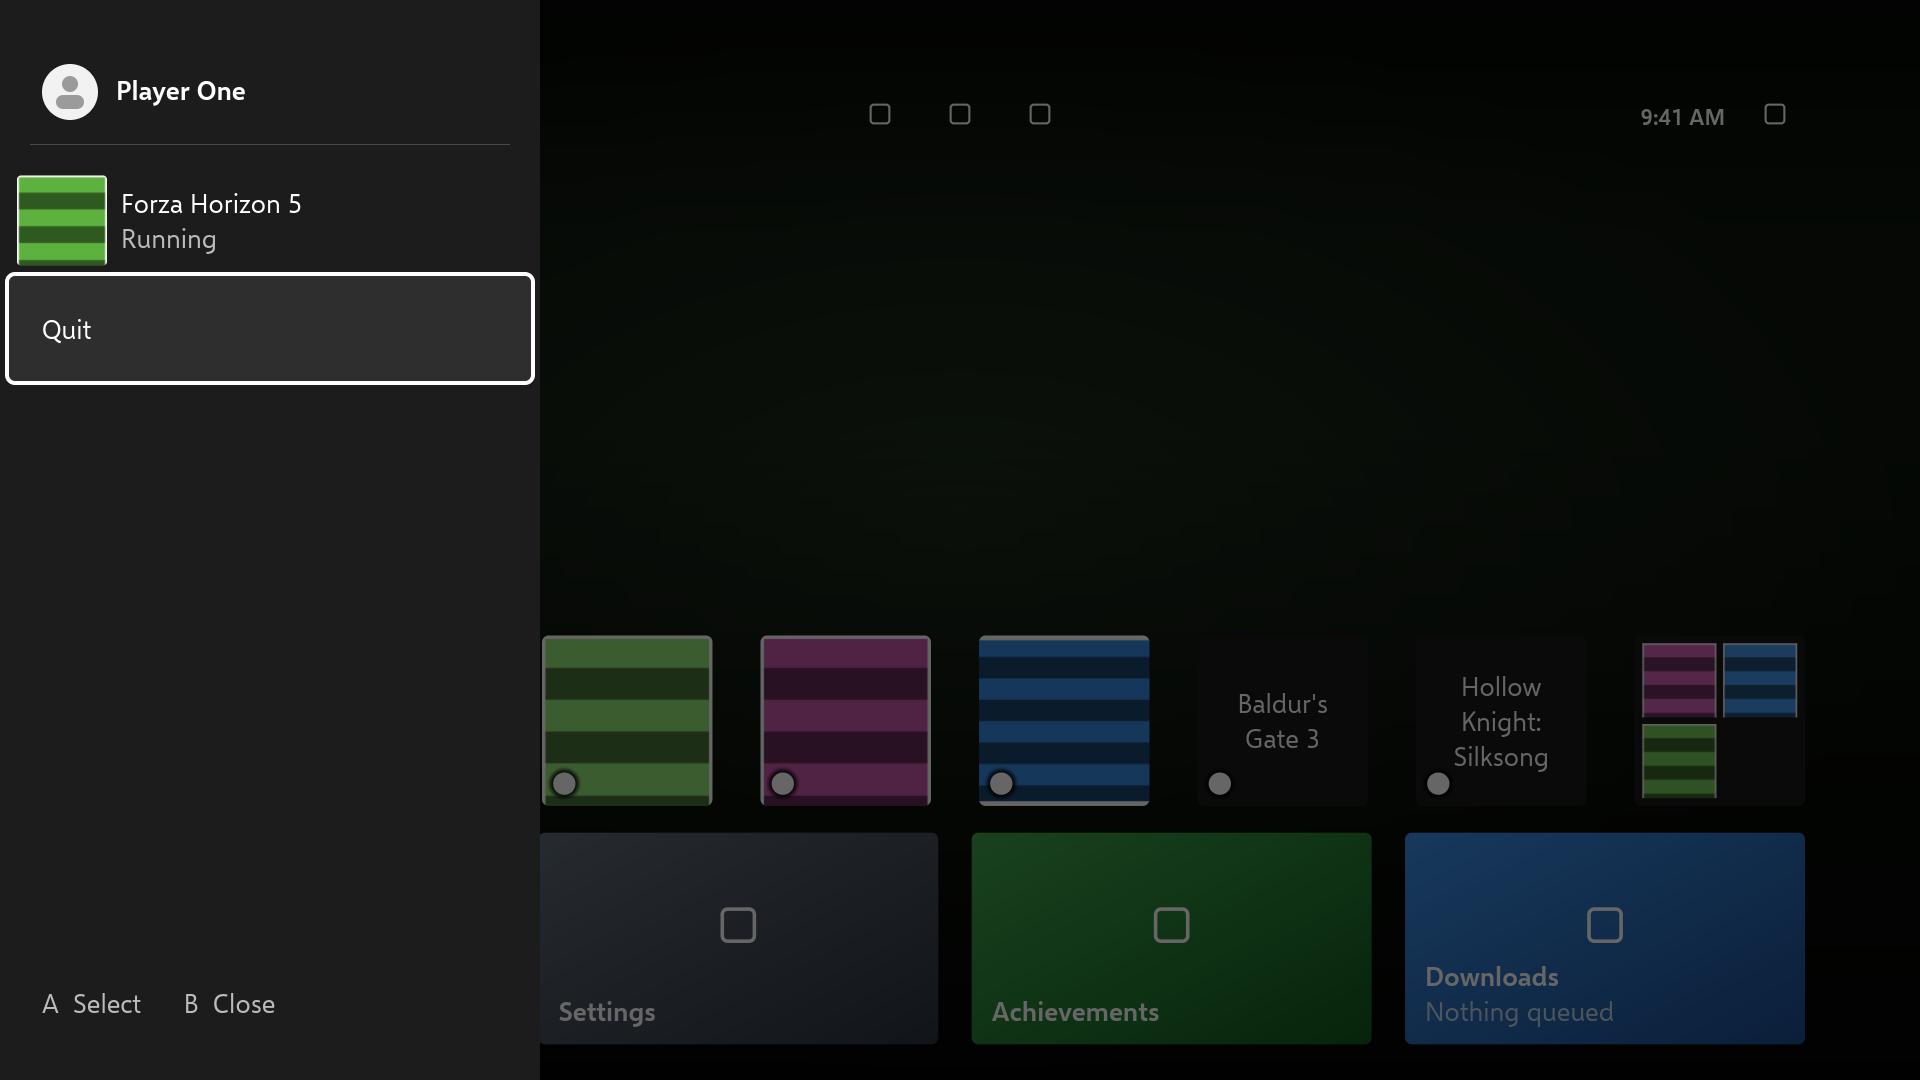 Player One
Forza Horizon 5
Running
Quit
A Select B Close
9:41 AM
Baldur's
Gate 3
Hollow
Knight:
Silksong
Settings
Achievements
Downloads
Nothing queued